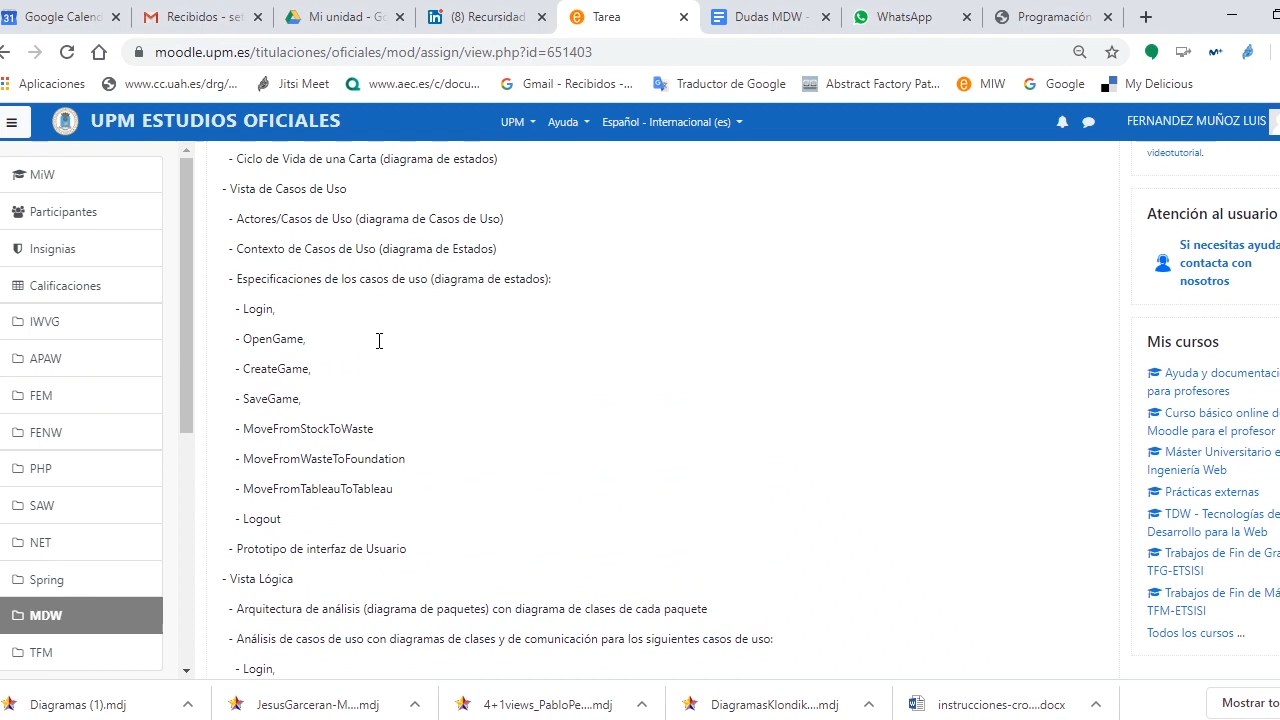 Google Calend
Recibidos - set
Mi unidad - Go
(8) Recursidad
Tarea
Dudas MDW -
WhatsApp
Programación
moodle.upm.es/titulaciones/oficiales/mod/assign/view.php?id=651403
Aplicaciones
www.cc.uah.es/drg/...
Jitsi Meet
www.aec.es/c/docu...
Gmail - Recibidos -...
Traductor de Google
Abstract Factory Pat...
MIW
Google
My Delicious
UPM ESTUDIOS OFICIALES
UPM
Ayuda
Español - Internacional (es)
FERNANDEZ MUÑOZ LUIS
MiW
Participantes
Insignias
Calificaciones
IWVG
APAW
FEM
FENW
PHP
SAW
NET
Spring
MDW
TFM
- Ciclo de Vida de una Carta (diagrama de estados)
- Vista de Casos de Uso
- Actores/Casos de Uso (diagrama de Casos de Uso)
- Contexto de Casos de Uso (diagrama de Estados)
- Especificaciones de los casos de uso (diagrama de estados):
- Login,
- OpenGame,
- CreateGame,
- SaveGame,
- MoveFromStockToWaste
- MoveFromWasteToFoundation
- MoveFromTableauToTableau
- Logout
- Prototipo de interfaz de Usuario
- Vista Lógica
- Arquitectura de análisis (diagrama de paquetes) con diagrama de clases de cada paquete
- Análisis de casos de uso con diagramas de clases y de comunicación para los siguientes casos de uso:
- Login,
videotutorial.
Atención al usuario
Si necesitas ayuda
contacta con
nosotros
Mis cursos
Ayuda y documentació
para profesores
Curso básico online d
Moodle para el profesor
Máster Universitario e
Ingeniería Web
Prácticas externas
TDW - Tecnologías de
Desarrollo para la Web
Trabajos de Fin de Gra
TFG-ETSISI
Trabajos de Fin de Má
TFM-ETSISI
Todos los cursos ...
Diagramas (1).mdj
JesusGarceran-M....mdj
4+1views_PabloPe....mdj
DiagramasKlondik....mdj
instrucciones-cro....docx
Mostrar to